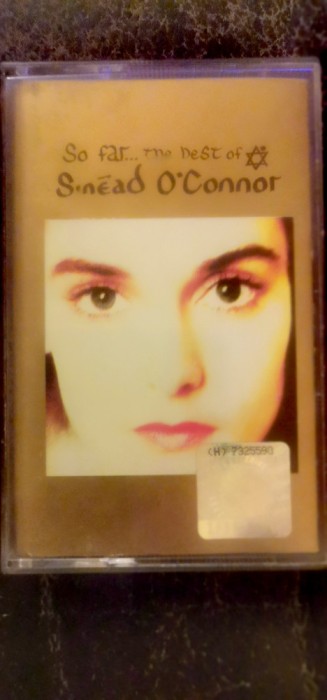 So far... The Best of
Sinéad O'Connor
(H) 7325590